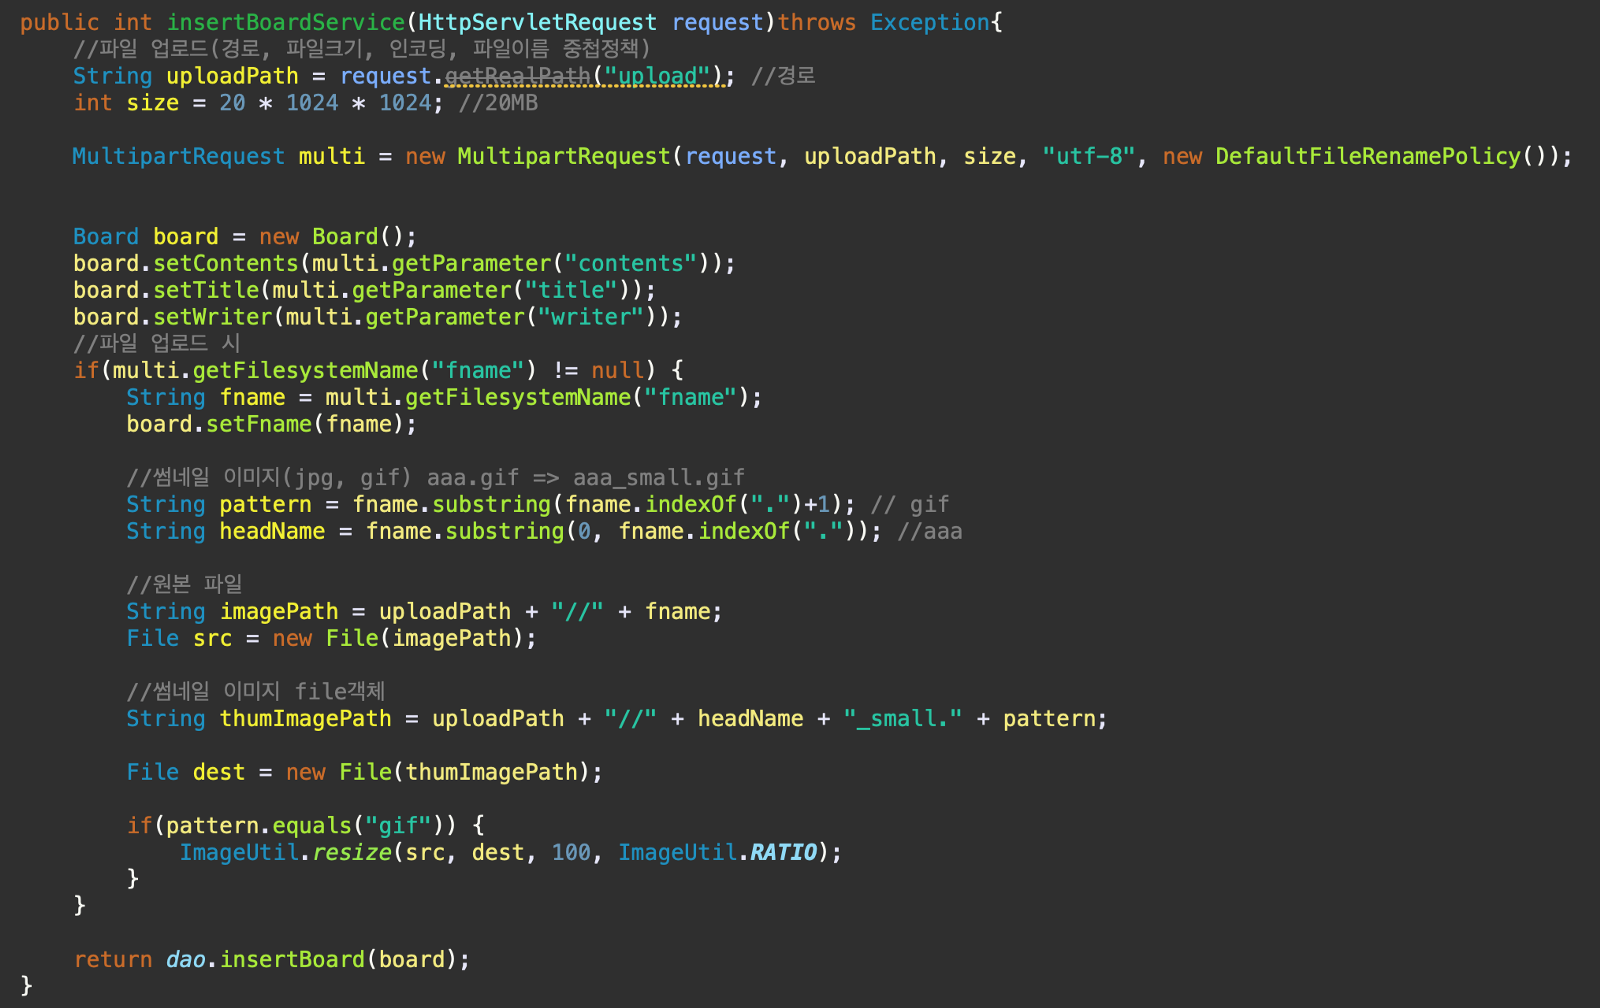 public int insertBoardService(HttpServletRequest request)throws Exception{
//파일 업로드(경로, 파일크기, 인코딩, 파일이름 중첩정책)
String uploadPath = request.getRealPath("upload"); //경로
int size = 20 * 1024 * 1024; //20MB
MultipartRequest multi = new MultipartRequest(request, uploadPath, size, "utf-8", new DefaultFileRenamePolicy());
Board board = new Board();
board.setContents(multi.getParameter("contents"));
board.setTitle(multi.getParameter("title"));
board.setWriter(multi.getParameter("writer"));
//파일 업로드 시
if(multi.getFilesystemName("fname") != null) {
String fname = multi.getFilesystemName("fname");
board.setFname(fname);
//썸네일 이미지(jpg, gif) aaa.gif => aaa_small.gif
String pattern = fname.substring(fname.indexOf(".")+1); // gif
String headName = fname.substring(0, fname.indexOf(".")); //aaa
//원본 파일
String imagePath = uploadPath + "//" + fname;
File src = new File(imagePath);
//썸네일 이미지 file객체
String thumImagePath = uploadPath + "//" + headName + "_small." + pattern;
File dest = new File(thumImagePath);
if(pattern.equals("gif")) {
ImageUtil.resize(src, dest, 100, ImageUtil.RATIO);
}
}
return dao.insertBoard(board);
}